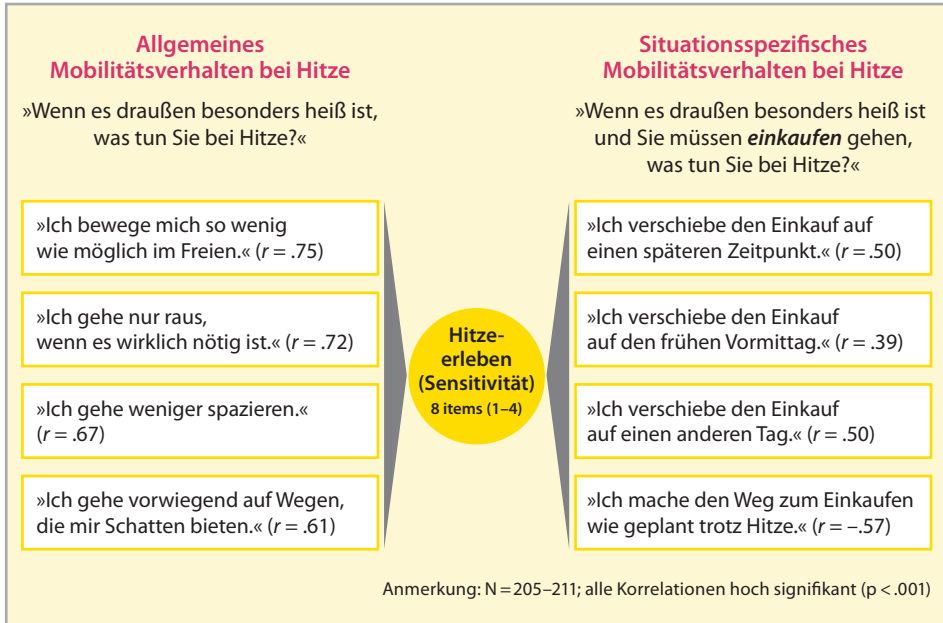 Allgemeines
Mobilitätsverhalten bei Hitze
»Wenn es draußen besonders heiß ist,
was tun Sie bei Hitze?«
»Ich bewege mich so wenig
wie möglich im Freien.« (r = .75)
»Ich gehe nur raus,
wenn es wirklich nötig ist.« (r = .72)
»Ich gehe weniger spazieren.«
(r = .67)
»Ich gehe vorwiegend auf Wegen,
die mir Schatten bieten.« (r = .61)
Hitze-
erleben
(Sensitivität)
8 items (1–4)
Situationsspezifisches
Mobilitätsverhalten bei Hitze
»Wenn es draußen besonders heiß ist
und Sie müssen einkaufen gehen,
was tun Sie bei Hitze?«
»Ich verschiebe den Einkauf auf
einen späteren Zeitpunkt.« (r = .50)
»Ich verschiebe den Einkauf
auf den frühen Vormittag.« (r = .39)
»Ich verschiebe den Einkauf
auf einen anderen Tag.« (r = .50)
»Ich mache den Weg zum Einkaufen
wie geplant trotz Hitze.« (r = –.57)
Anmerkung: N = 205–211; alle Korrelationen hoch signifikant (p < .001)